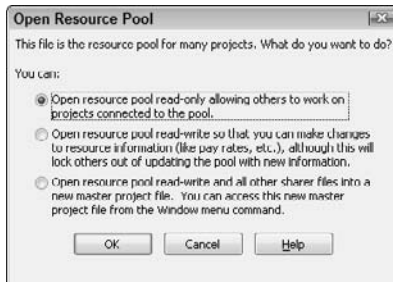 Open Resource Pool
This file is the resource pool for many projects. What do you want to do?
You can:
Open resource pool read-only allowing others to work on
projects connected to the pool.
Open resource pool read-write so that you can make changes
to resource information (like pay rates, etc.), although this will
lock others out of updating the pool with new information.
Open resource pool read-write and all other sharer files into a
new master project file. You can access this new master
project file from the Window menu command.
OK Cancel Help